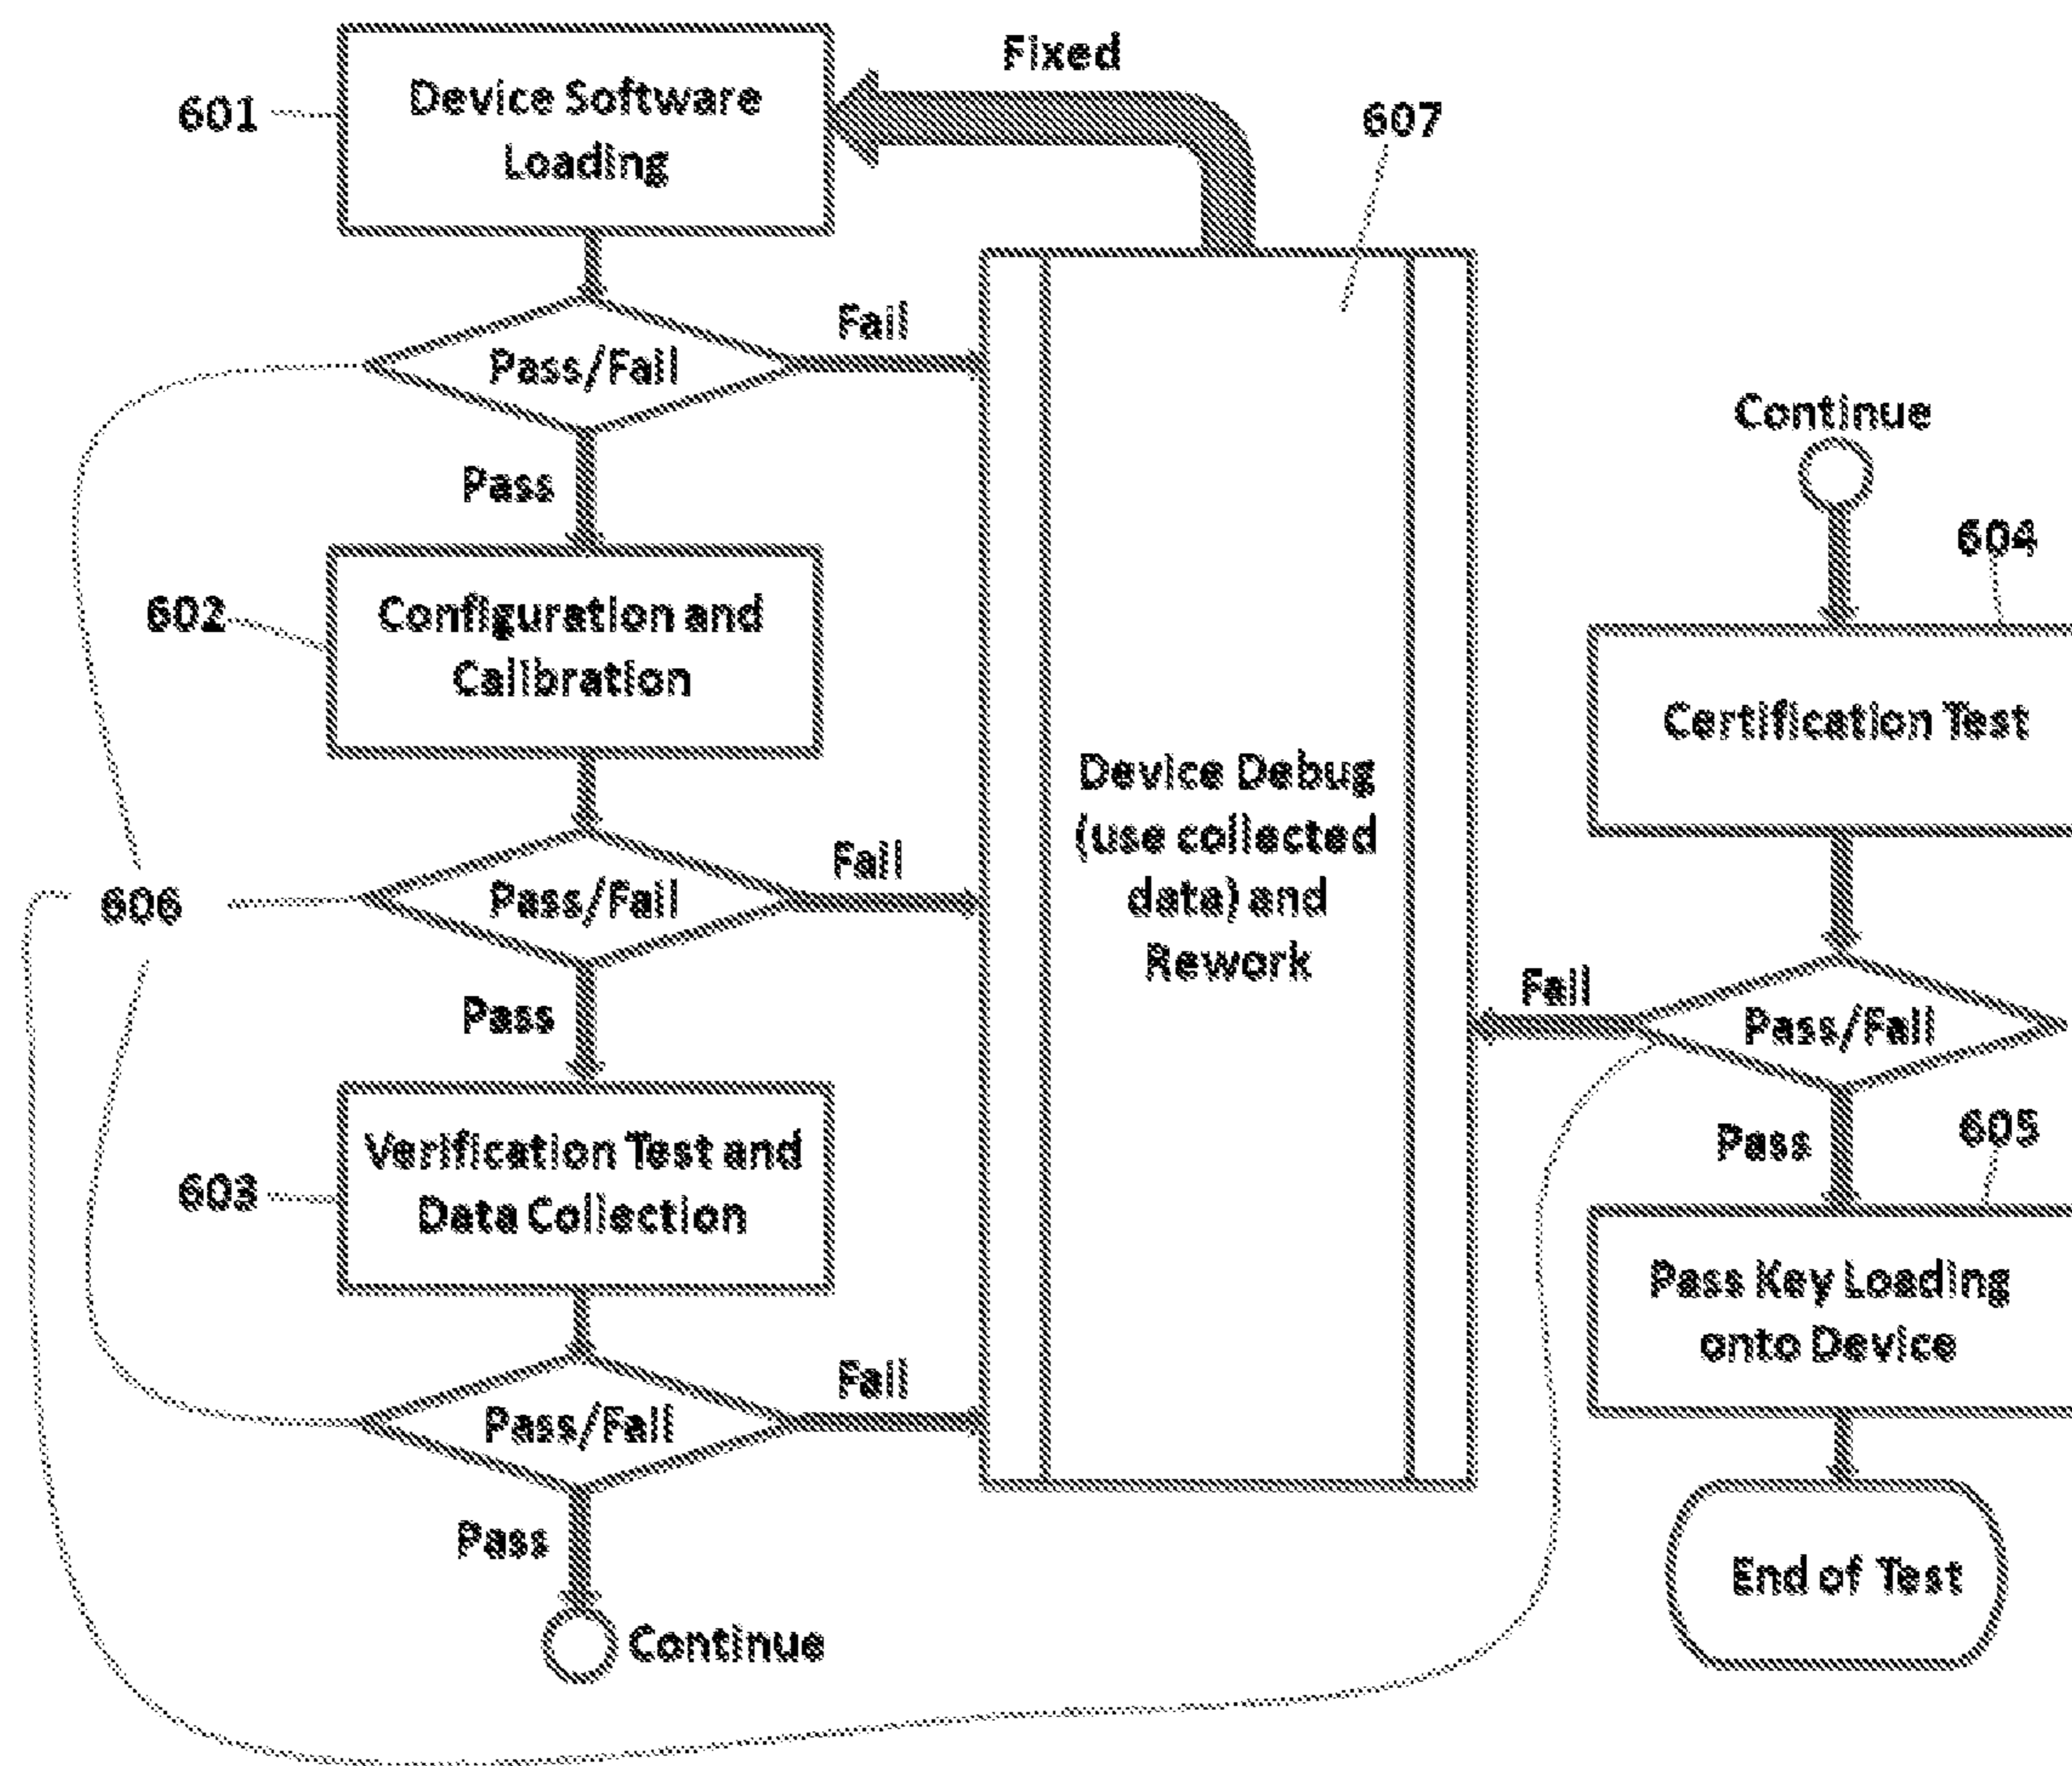 Fixed
601
Device Software
Loading
607
Pass/Fail
Fail
Pass
602
Configuration and
Calibration
606
Pass/Fail
Fail
Pass
603
Verification Test and
Data Collection
Pass/Fail
Fail
Pass
Continue
Device Debug
(use collected
data) and
Rework
Continue
604
Certification Test
Fail
Pass/Fail
Pass
605
Pass Key Loading
onto Device
End of Test